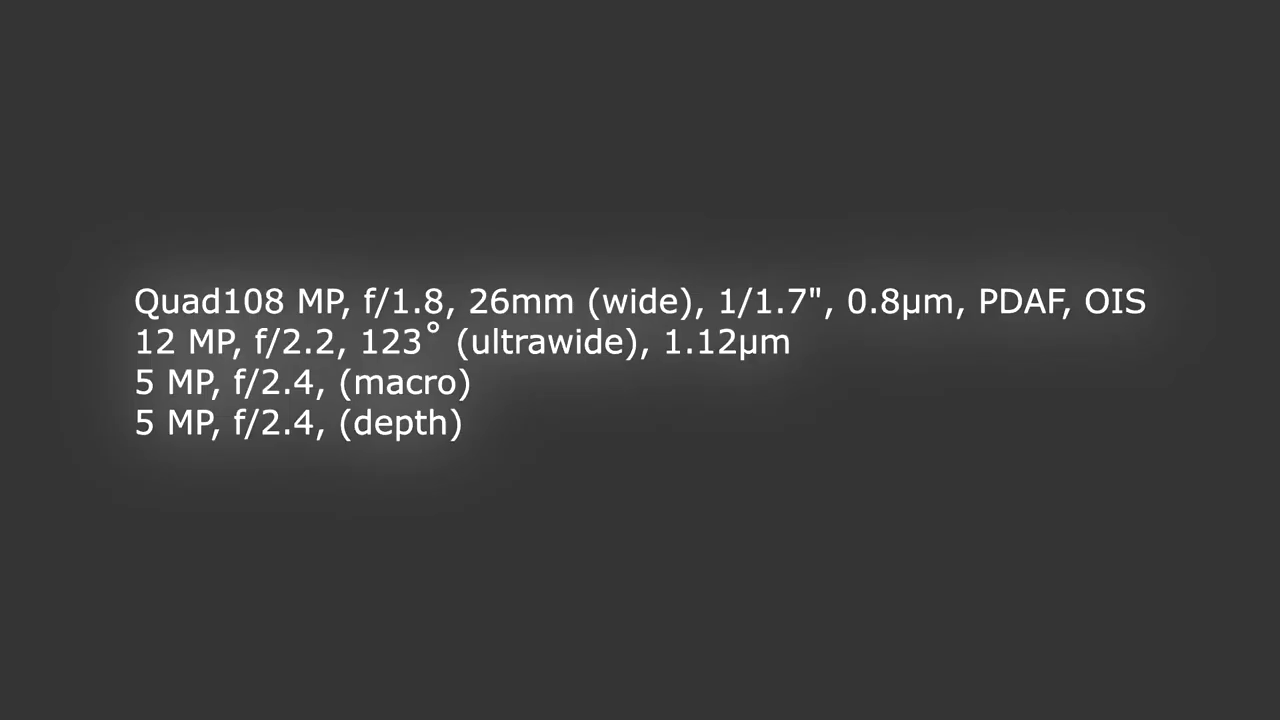 Quad108 MP, f/1.8, 26mm (wide), 1/1.7", 0.8µm, PDAF, OIS
12 MP, f/2.2, 123˚ (ultrawide), 1.12µm
5 MP, f/2.4, (macro)
5 MP, f/2.4, (depth)